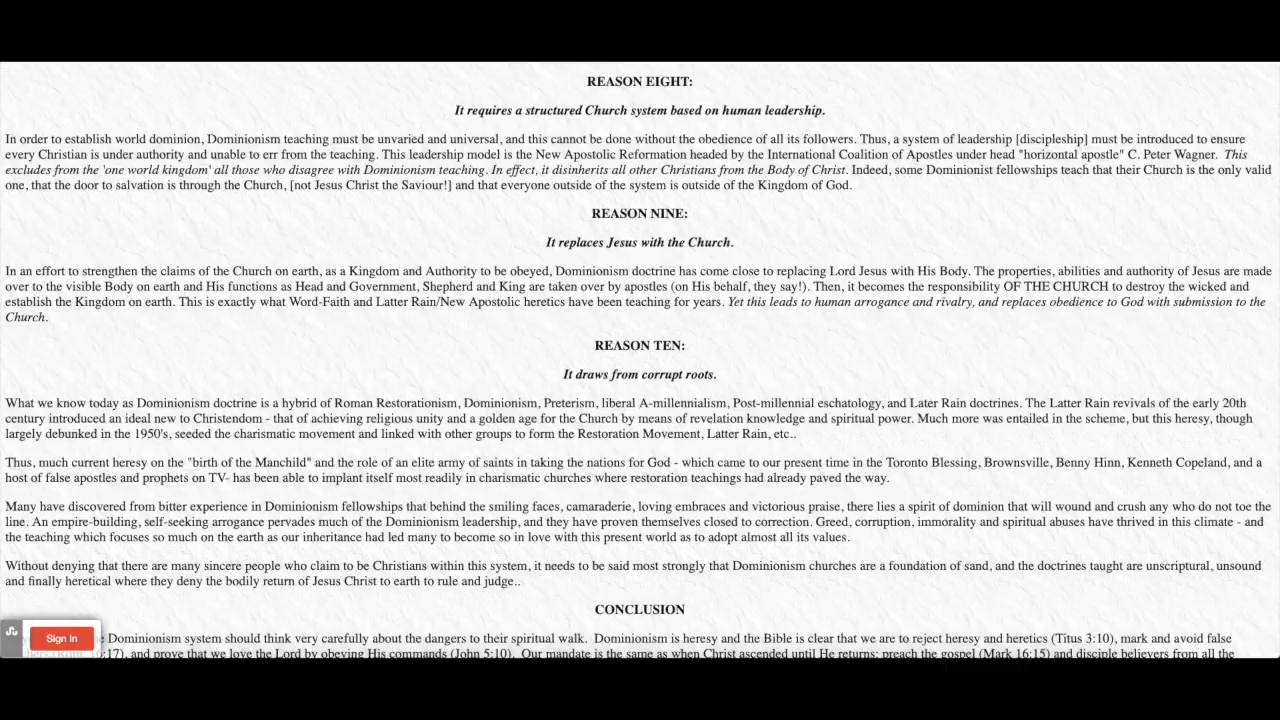 REASON EIGHT:
It requires a structured Church system based on human leadership.
In order to establish world dominion, Dominionism teaching must be unvaried and universal, and this cannot be done without the obedience of all its followers. Thus, a system of leadership [discipleship] must be introduced to ensure
every Christian is under authority and unable to err from the teaching. This leadership model is the New Apostolic Reformation headed by the International Coalition of Apostles under head "horizontal apostle" C. Peter Wagner. This
excludes from the 'one world kingdom' all those who disagree with Dominionism teaching. In effect, it disinherits all other Christians from the Body of Christ. Indeed, some Dominionist fellowships teach that their Church is the only valid
one, that the door to salvation is through the Church, [not Jesus Christ the Saviour!] and that everyone outside of the system is outside of the Kingdom of God.
REASON NINE:
It replaces Jesus with the Church.
In an effort to strengthen the claims of the Church on earth, as a Kingdom and Authority to be obeyed, Dominionism doctrine has come close to replacing Lord Jesus with His Body. The properties, abilities and authority of Jesus are made
over to the visible Body on earth and His functions as Head and Government, Shepherd and King are taken over by apostles (on His behalf, they say!). Then, it becomes the responsibility OF THE CHURCH to destroy the wicked and
establish the Kingdom on earth. This is exactly what Word-Faith and Latter Rain/New Apostolic heretics have been teaching for years. Yet this leads to human arrogance and rivalry, and replaces obedience to God with submission to the
Church.
REASON TEN:
It draws from corrupt roots.
What we know today as Dominionism doctrine is a hybrid of Roman Restorationism, Dominionism, Preterism, liberal A-millennialism, Post-millennial eschatology, and Later Rain doctrines. The Latter Rain revivals of the early 20th
century introduced an ideal new to Christendom - that of achieving religious unity and a golden age for the Church by means of revelation knowledge and spiritual power. Much more was entailed in the scheme, but this heresy, though
largely debunked in the 1950's, seeded the charismatic movement and linked with other groups to form the Restoration Movement, Latter Rain, etc..
Thus, much current heresy on the "birth of the Manchild" and the role of an elite army of saints in taking the nations for God - which came to our present time in the Toronto Blessing, Brownsville, Benny Hinn, Kenneth Copeland, and a
host of false apostles and prophets on TV- has been able to implant itself most readily in charismatic churches where restoration teachings had already paved the way.
Many have discovered from bitter experience in Dominionism fellowships that behind the smiling faces, camaraderie, loving embraces and victorious praise, there lies a spirit of dominion that will wound and crush any who do not toe the
line. An empire-building, self-seeking arrogance pervades much of the Dominionism leadership, and they have proven themselves closed to correction. Greed, corruption, immorality and spiritual abuses have thrived in this climate - and
the teaching which focuses so much on the earth as our inheritance had led many to become so in love with this present world as to adopt almost all its values.
Without denying that there are many sincere people who claim to be Christians within this system, it needs to be said most strongly that Dominionism churches are a foundation of sand, and the doctrines taught are unscriptural, unsound
and finally heretical where they deny the bodily return of Jesus Christ to earth to rule and judge..
CONCLUSION
Dominionism system should think very carefully about the dangers to their spiritual walk. Dominionism is heresy and the Bible is clear that we are to reject heresy and heretics (Titus 3:10), mark and avoid false
17), and prove that we love the Lord by obeying His commands (John 5:10). Our mandate is the same as when Christ ascended until He returns: preach the gospel (Mark 16:15) and disciple believers from all the
Sign In